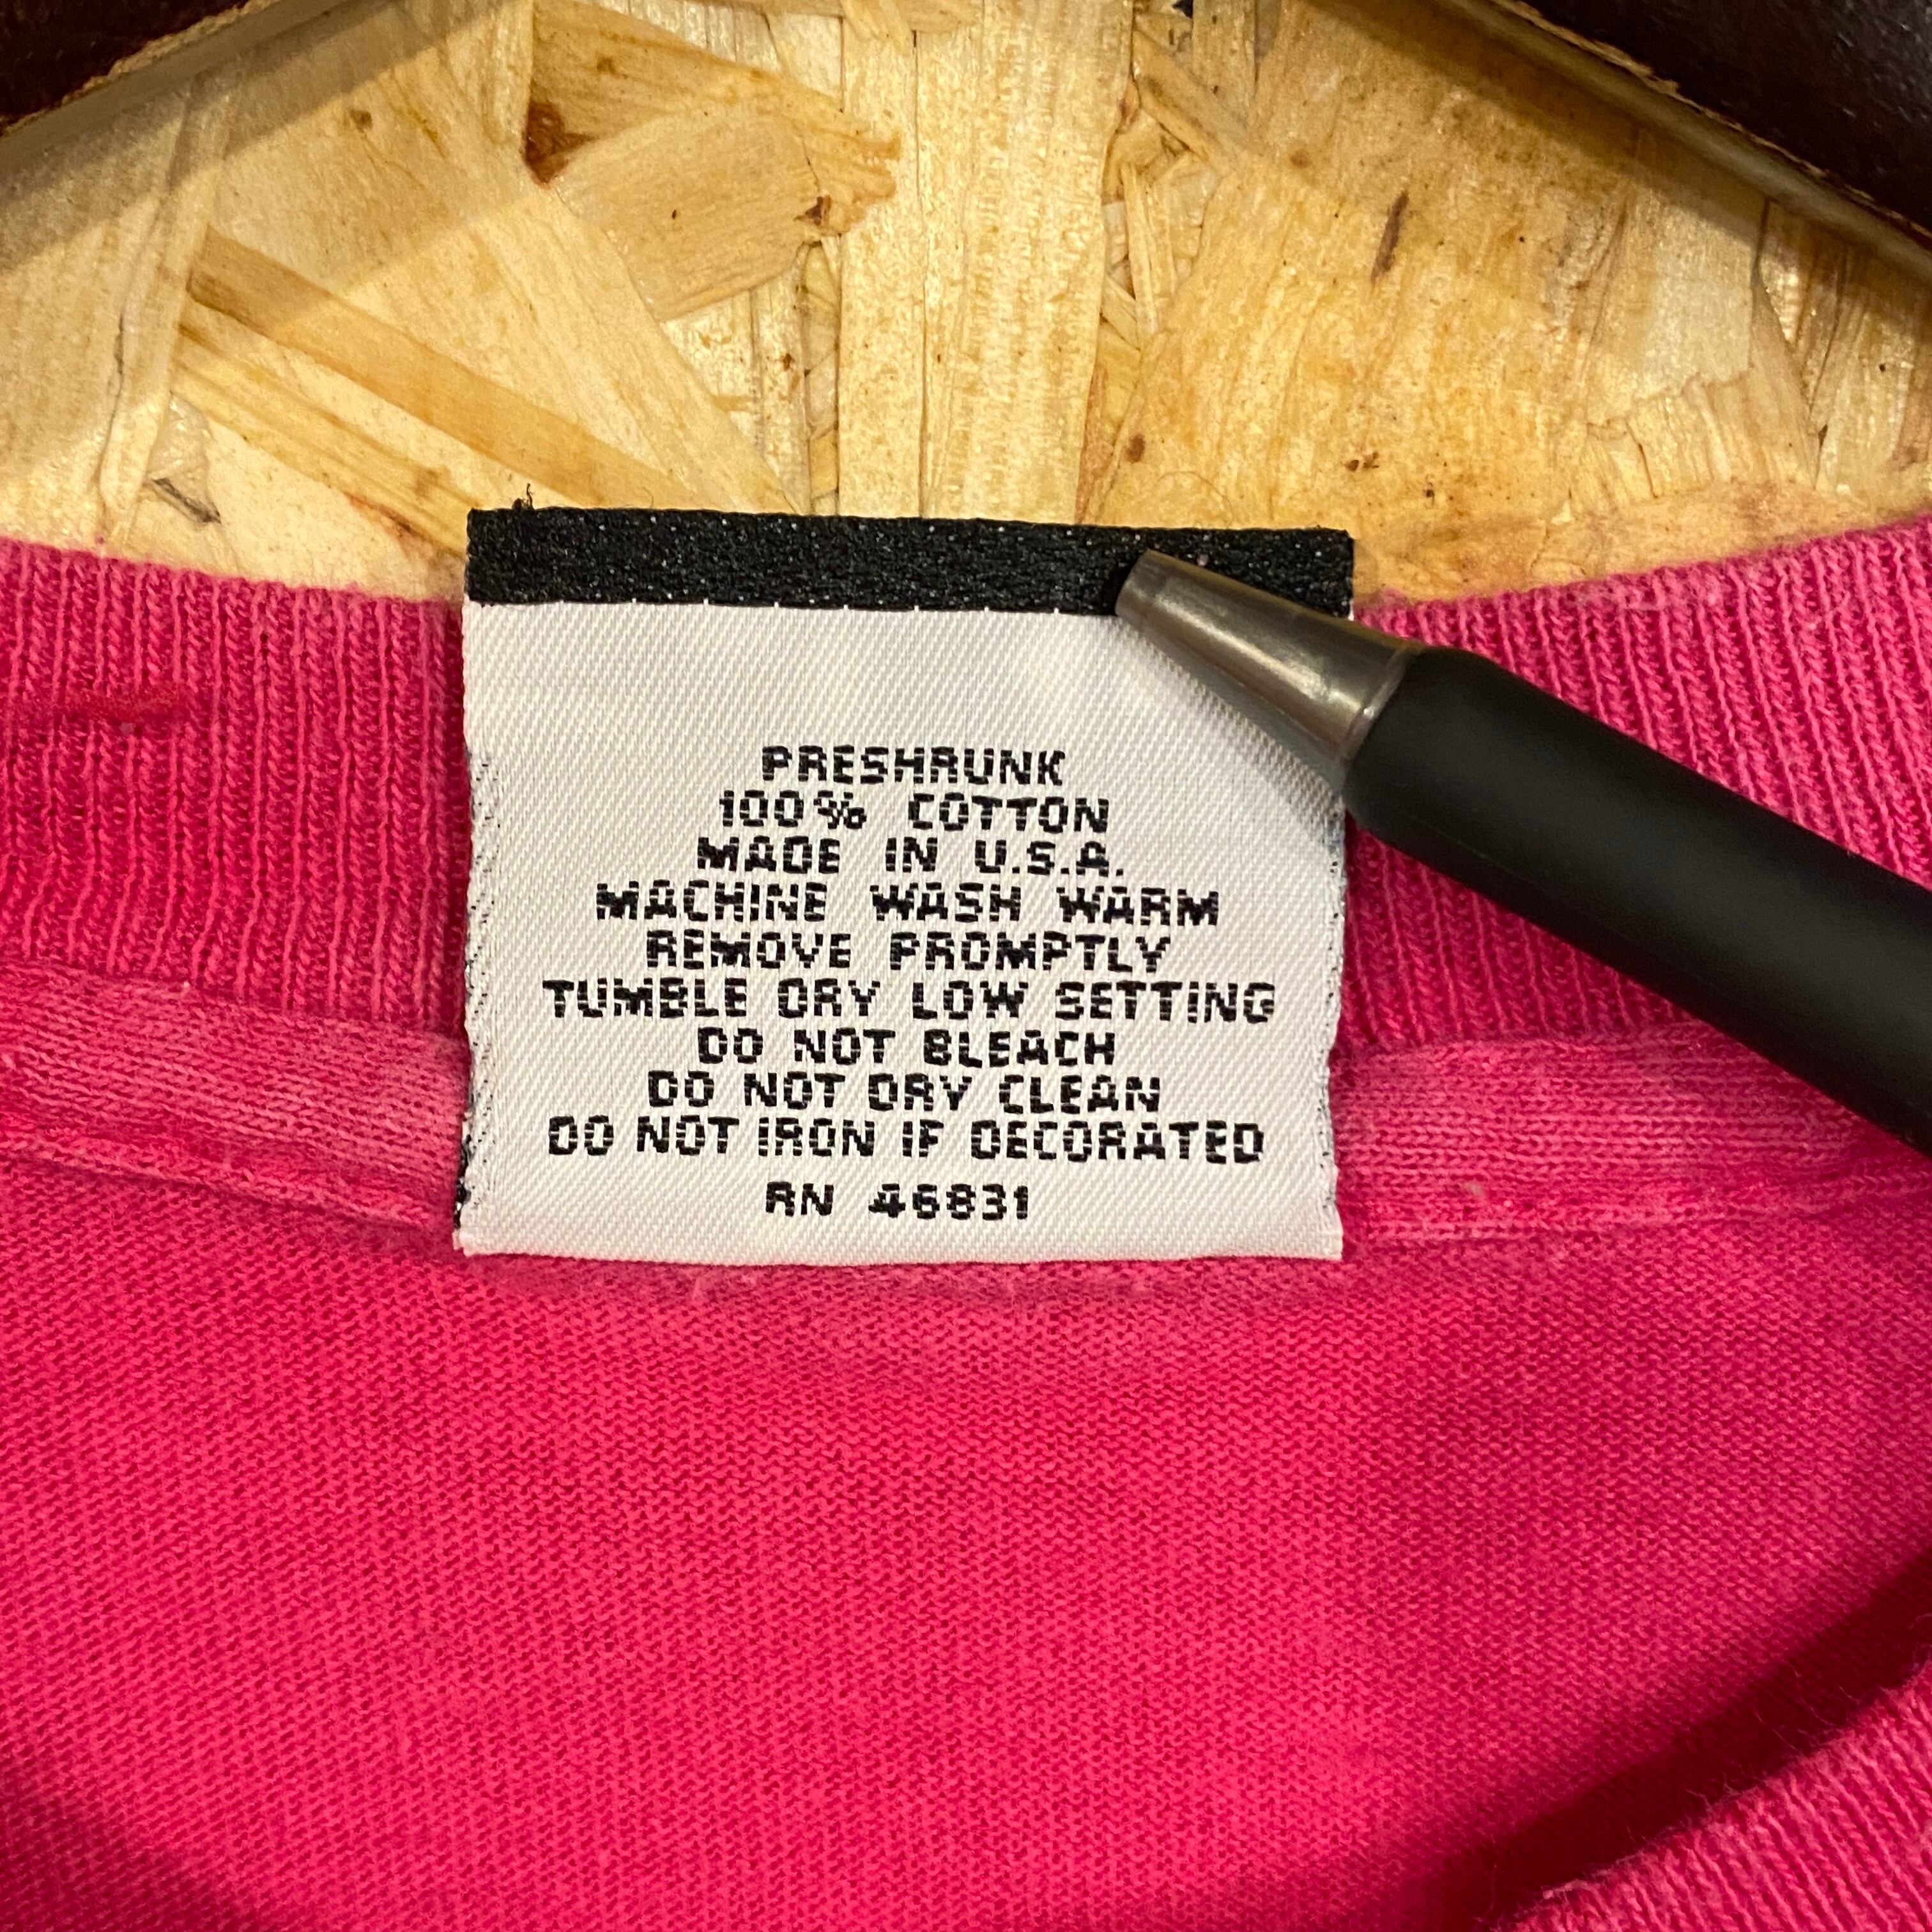 PRESHRUNK
100% COTTON
MADE IN U.S.A.
MACHINE WASH WARM
REMOVE PROMPTLY
TUMBLE DRY LOW SETTING
DO NOT BLEACH
DO NOT DRY CLEAN
DO NOT IRON IF DECORATED
RN 46831